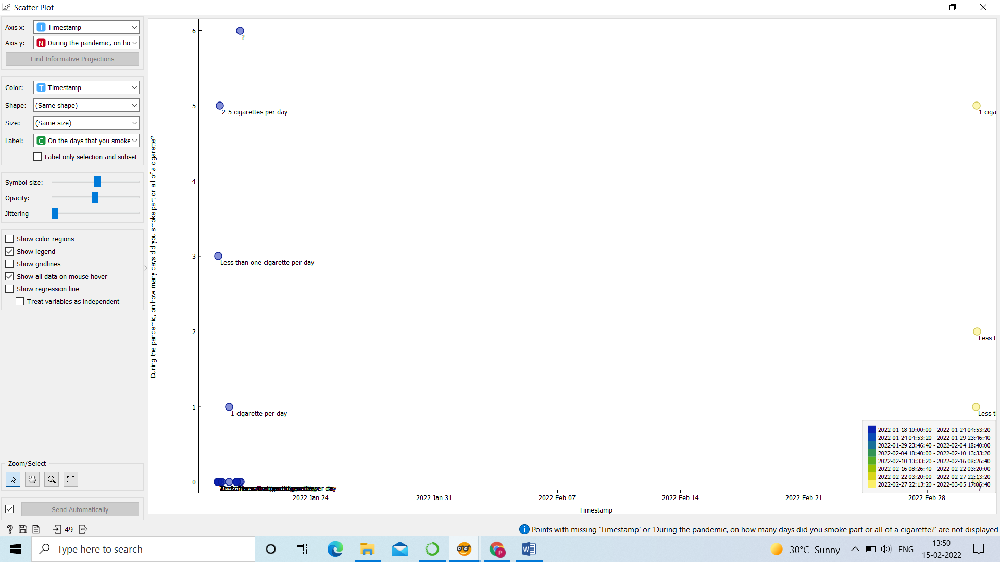 Scatter Plot
Axis x: T Timestamp
Axis y: N During the pandemic, on ho
Find Informative Projections
Color: T Timestamp
Shape: (Same shape)
Size: (Same size)
Label: C On the days that you smoke
Label only selection and subset
Symbol size:
Opacity:
Jittering
Show color regions
Show legend
Show gridlines
Show all data on mouse hover
Show regression line
Treat variables as independent
Zoom/Select
Send Automatically
? 49
During the pandemic, on how many days did you smoke part or all of a cigarette?
6
5
4
3
2
1
0
?
2-5 cigarettes per day
1 ciga
Less than one cigarette per day
Less t
1 cigarette per day
Less t
per day
?
2022-01-18 10:00:00 - 2022-01-24 04:53:20
2022-01-24 04:53:20 - 2022-01-29 23:46:40
2022-01-29 23:46:40 - 2022-02-04 18:40:00
2022-02-04 18:40:00 - 2022-02-10 13:33:20
2022-02-10 13:33:20 - 2022-02-16 08:26:40
2022-02-16 08:26:40 - 2022-02-22 03:20:00
2022-02-22 03:20:00 - 2022-02-27 22:13:20
2022-02-27 22:13:20 - 2022-03-05 17:06:40
2022 Jan 24 2022 Jan 31 2022 Feb 07 2022 Feb 14 2022 Feb 21 2022 Feb 28
Timestamp
Points with missing 'Timestamp' or 'During the pandemic, on how many days did you smoke part or all of a cigarette?' are not displayed
Type here to search
P
W
30°C Sunny
ENG
13:50
15-02-2022